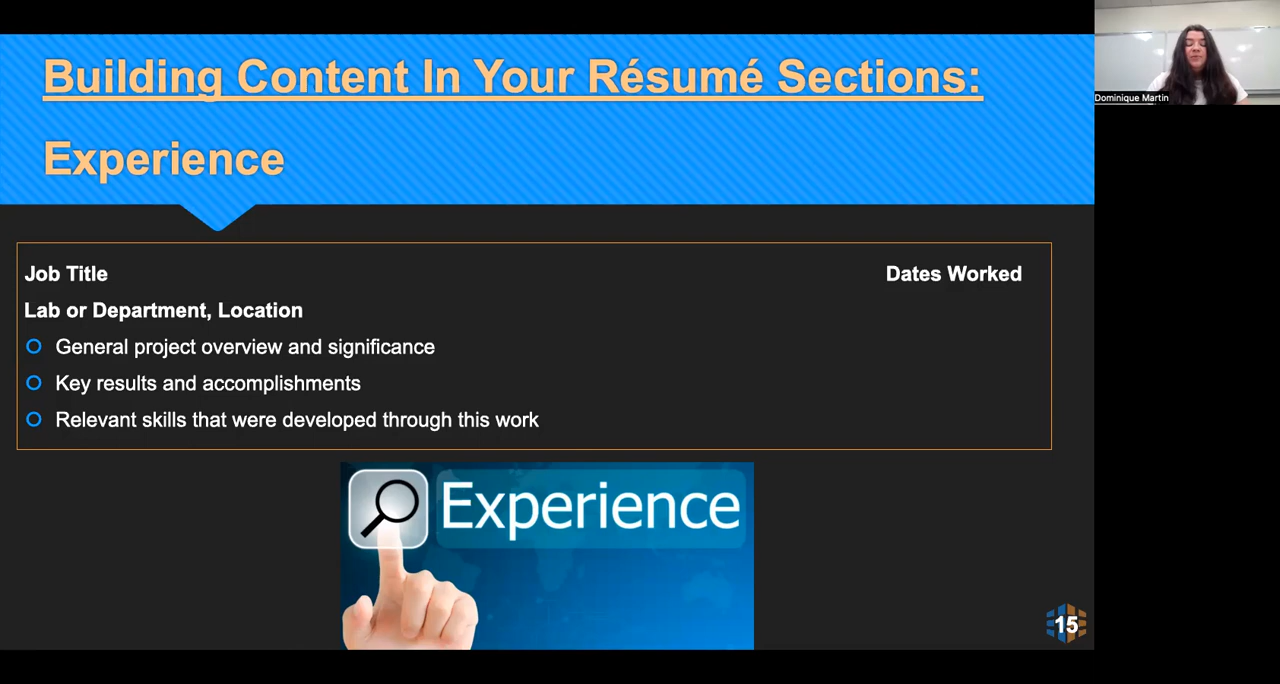 Building Content In Your Résumé Sections:
Experience
Dominique Martin
Job Title
Dates Worked
Lab or Department, Location
General project overview and significance
Key results and accomplishments
Relevant skills that were developed through this work
Experience
15